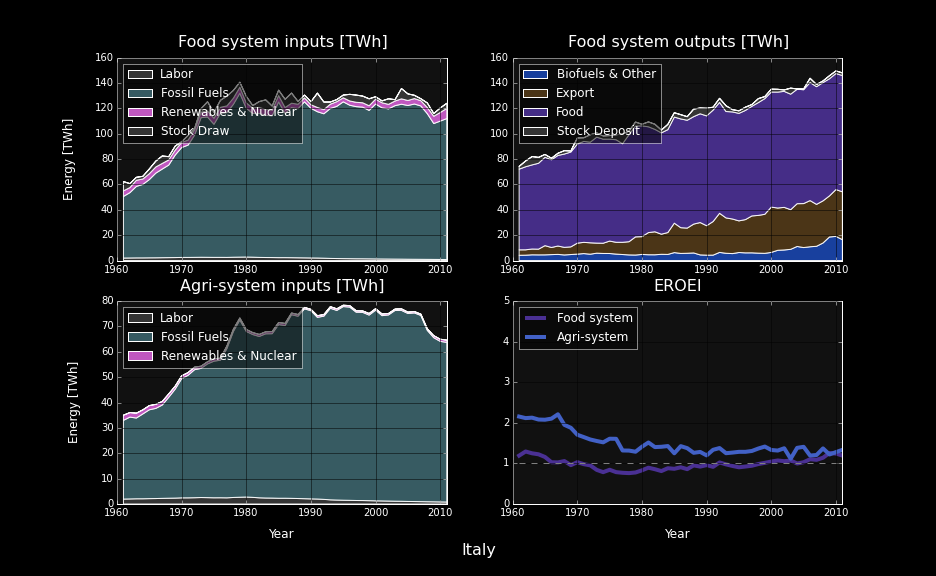 Food system inputs [TWh]
Energy [TWh]
160
140
120
100
80
60
40
20
0
Labor
Fossil Fuels
Renewables & Nuclear
Stock Draw
1960 1970 1980 1990 2000 2010
Food system outputs [TWh]
160
140
120
100
80
60
40
20
0
Biofuels & Other
Export
Food
Stock Deposit
1960 1970 1980 1990 2000 2010
Agri-system inputs [TWh]
Energy [TWh]
80
70
60
50
40
30
20
10
0
Labor
Fossil Fuels
Renewables & Nuclear
1960 1970 1980 1990 2000 2010
Year
EROEI
5
4
3
2
1
0
Food system
Agri-system
1960 1970 1980 1990 2000 2010
Year
Italy